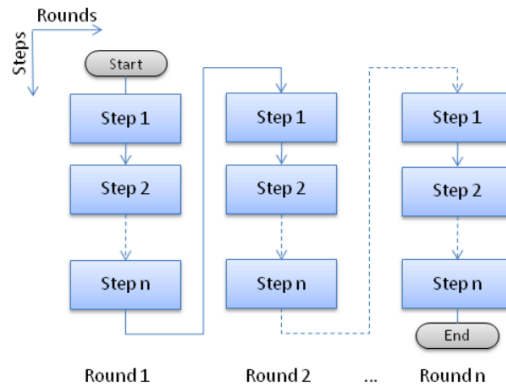 Rounds
Steps
Start
Step 1
Step 2
Step n
Step 1
Step 2
Step n
Step 1
Step 2
Step n
End
Round 1
Round 2
...
Round n